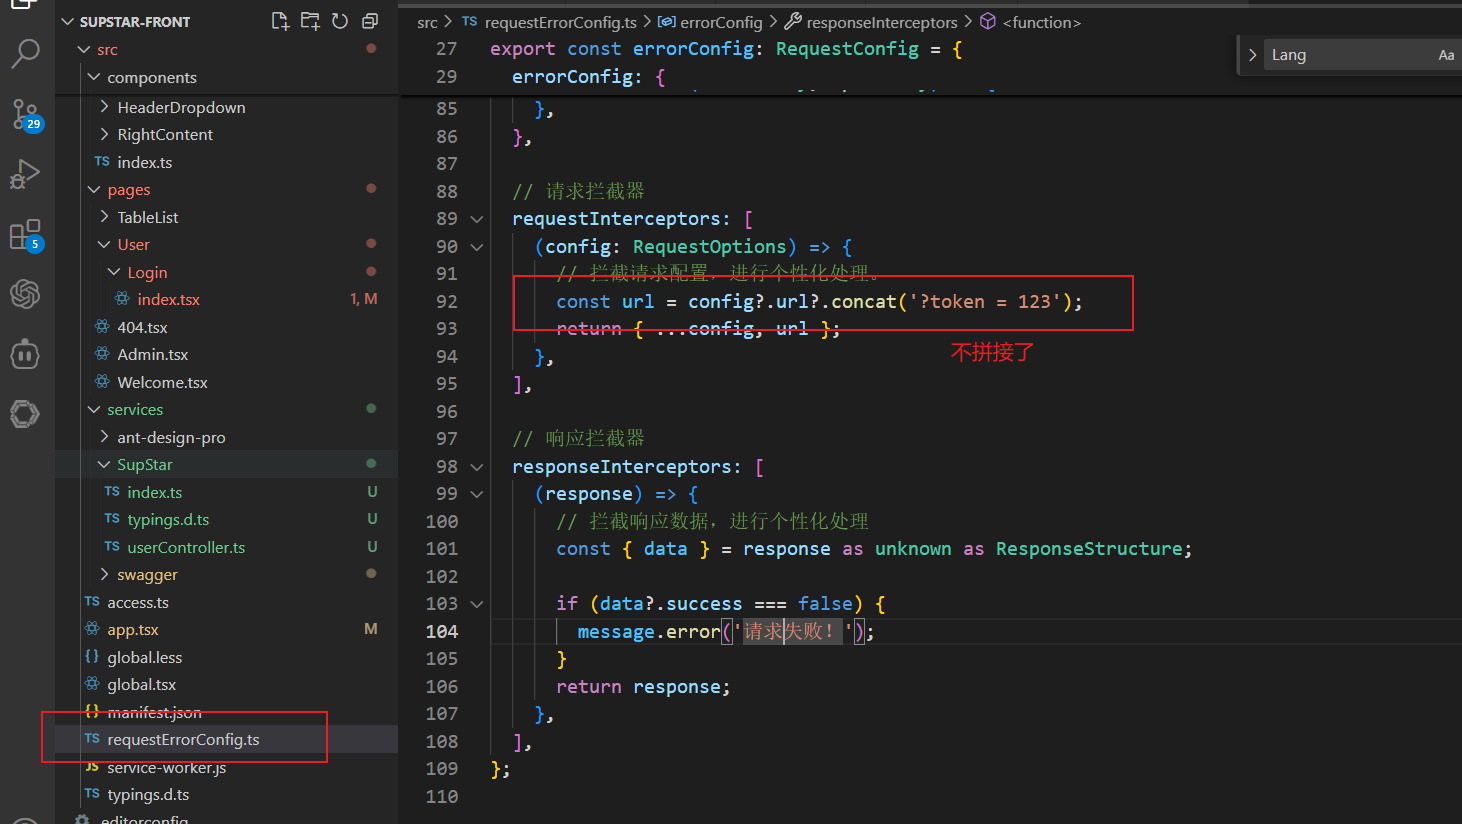 SUPSTAR-FRONT
src
components
HeaderDropdown
RightContent
TS index.ts
pages
TableList
User
Login
index.tsx 1, M
404.tsx
Admin.tsx
Welcome.tsx
services
ant-design-pro
SupStar
TS index.ts U
TS typings.d.ts U
TS userController.ts U
swagger
TS access.ts
app.tsx M
{} global.less
global.tsx
{} manifest.json
TS requestErrorConfig.ts
JS service-worker.js
TS typings.d.ts
.editorconfig
29
5
src > TS requestErrorConfig.ts > errorConfig > responseInterceptors > <function>
Lang Aa
27 export const errorConfig: RequestConfig = {
29 errorConfig: {
85 },
86 },
87
88 // 请求拦截器
89 requestInterceptors: [
90 (config: RequestOptions) => {
91 // 拦截请求配置，进行个性化处理。
92 const url = config?.url?.concat('?token = 123');
93 return { ...config, url };
不拼接了
94 },
95 ],
96
97 // 响应拦截器
98 responseInterceptors: [
99 (response) => {
100 // 拦截响应数据，进行个性化处理
101 const { data } = response as unknown as ResponseStructure;
102
103 if (data?.success === false) {
104 message.error('请求失败！');
105 }
106 return response;
107 },
108 ],
109 };
110